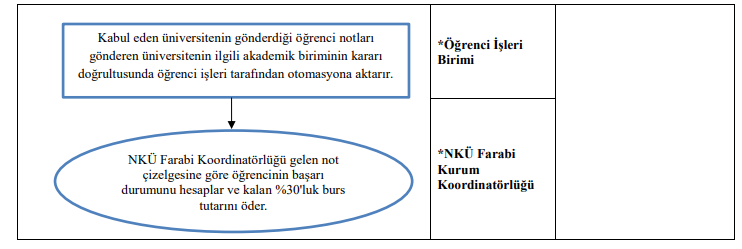 Kabul eden üniversitenin gönderdiği öğrenci notları
gönderen üniversitenin ilgili akademik biriminin kararı
doğrultusunda öğrenci işleri tarafından otomasyona aktarır.
*Öğrenci İşleri
Birimi
NKÜ Farabi Koordinatörlüğü gelen not
çizelgesine göre öğrencinin başarı
durumunu hesaplar ve kalan %30'luk burs
tutarını öder.
*NKÜ Farabi
Kurum
Koordinatörlüğü